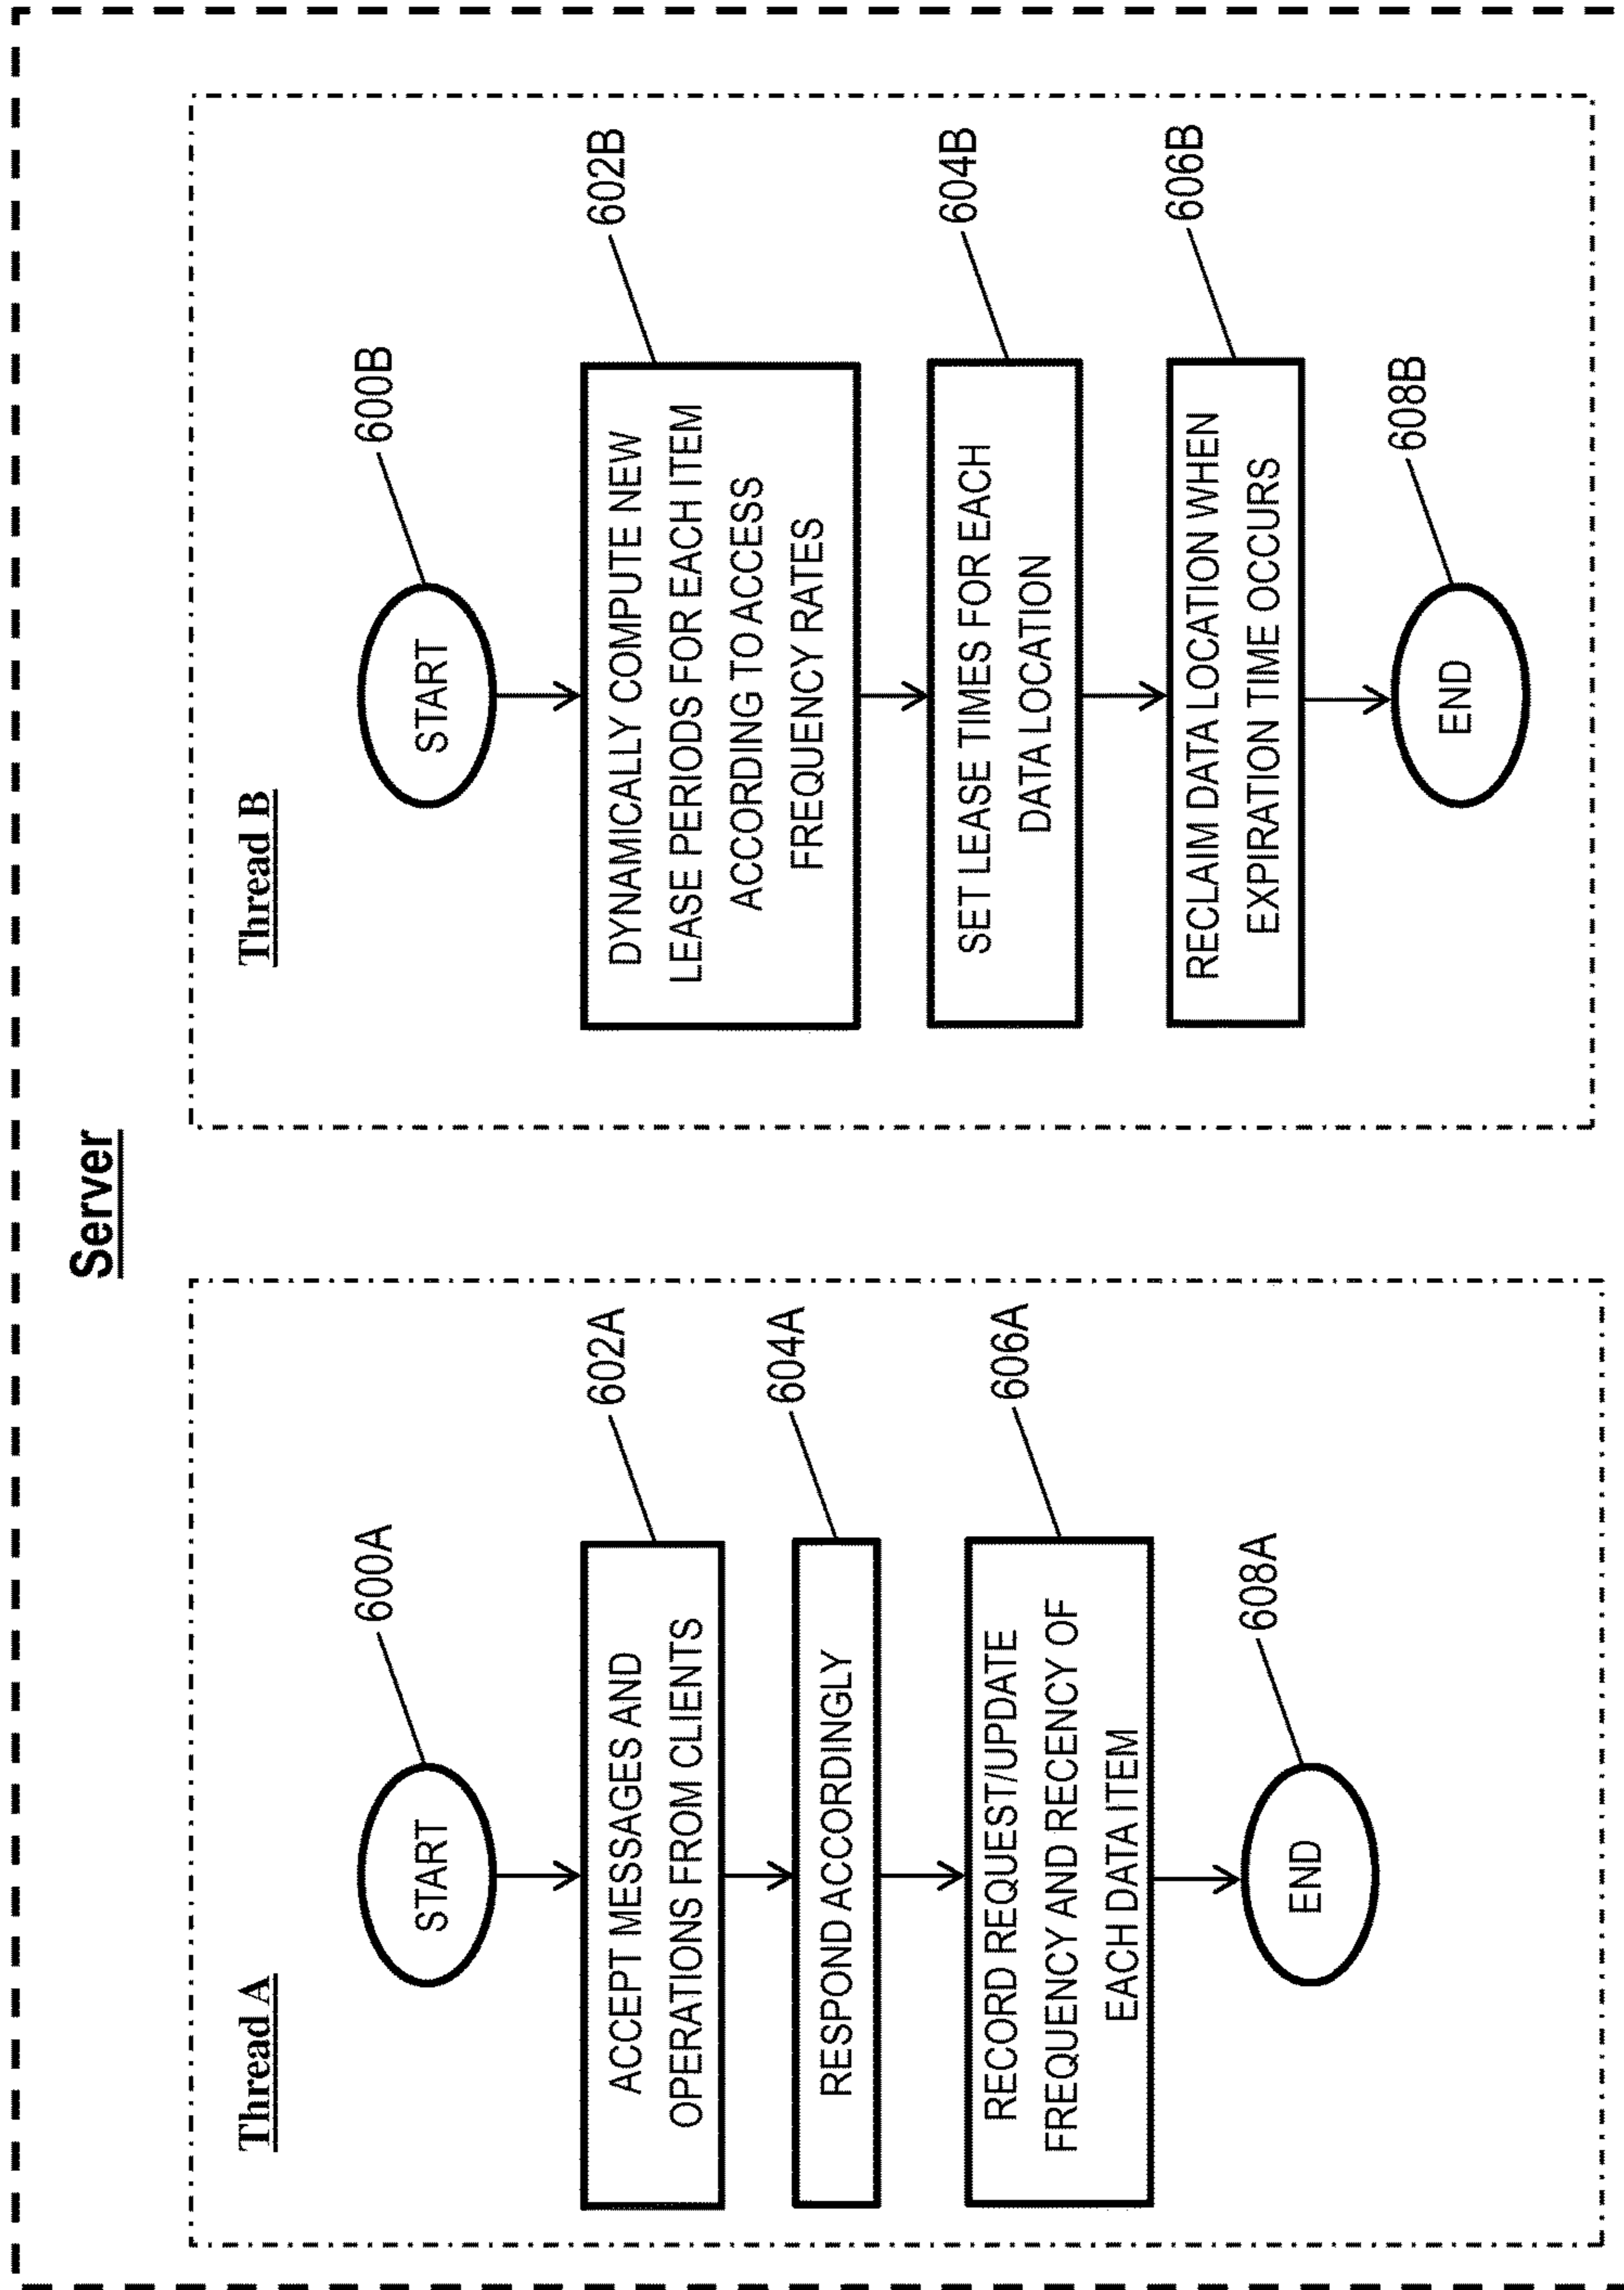 Server
Thread A
600A
START
602A
ACCEPT MESSAGES AND
OPERATIONS FROM CLIENTS
604A
RESPOND ACCORDINGLY
606A
RECORD REQUEST/UPDATE
FREQUENCY AND RECENCY OF
EACH DATA ITEM
608A
END
Thread B
600B
START
602B
DYNAMICALLY COMPUTE NEW
LEASE PERIODS FOR EACH ITEM
ACCORDING TO ACCESS
FREQUENCY RATES
604B
SET LEASE TIMES FOR EACH
DATA LOCATION
606B
RECLAIM DATA LOCATION WHEN
EXPIRATION TIME OCCURS
608B
END